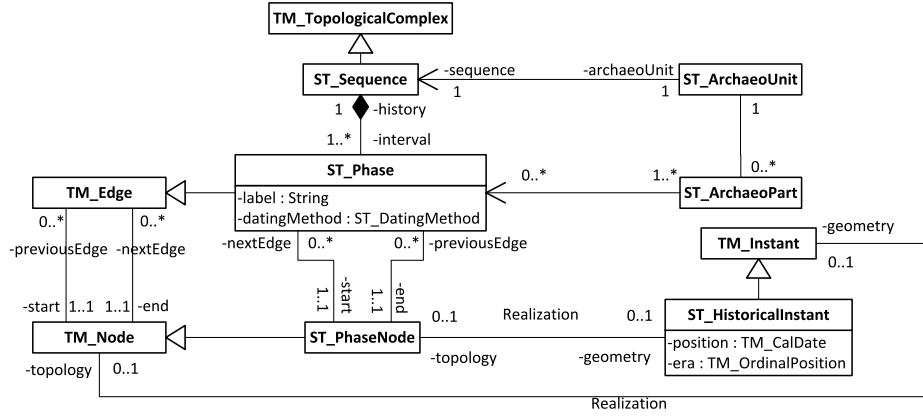 TM_TopologicalComplex
ST_Sequence
-sequence
-archaeoUnit
1
1
ST_ArchaeoUnit
1
-history
1
1..*
-interval
ST_Phase
-label : String
-datingMethod : ST_DatingMethod
0..*
1..*
0..*
ST_ArchaeoPart
TM_Edge
0..*
0..*
-previousEdge
-nextEdge
-nextEdge
0..*
0..*
-previousEdge
TM_Instant
-geometry
0..1
-start
1..1
1..1
-end
1..1
-start
1..1
-end
TM_Node
-topology
0..1
ST_PhaseNode
0..1
Realization
0..1
-topology
-geometry
ST_HistoricalInstant
-position : TM_CalDate
-era : TM_OrdinalPosition
Realization